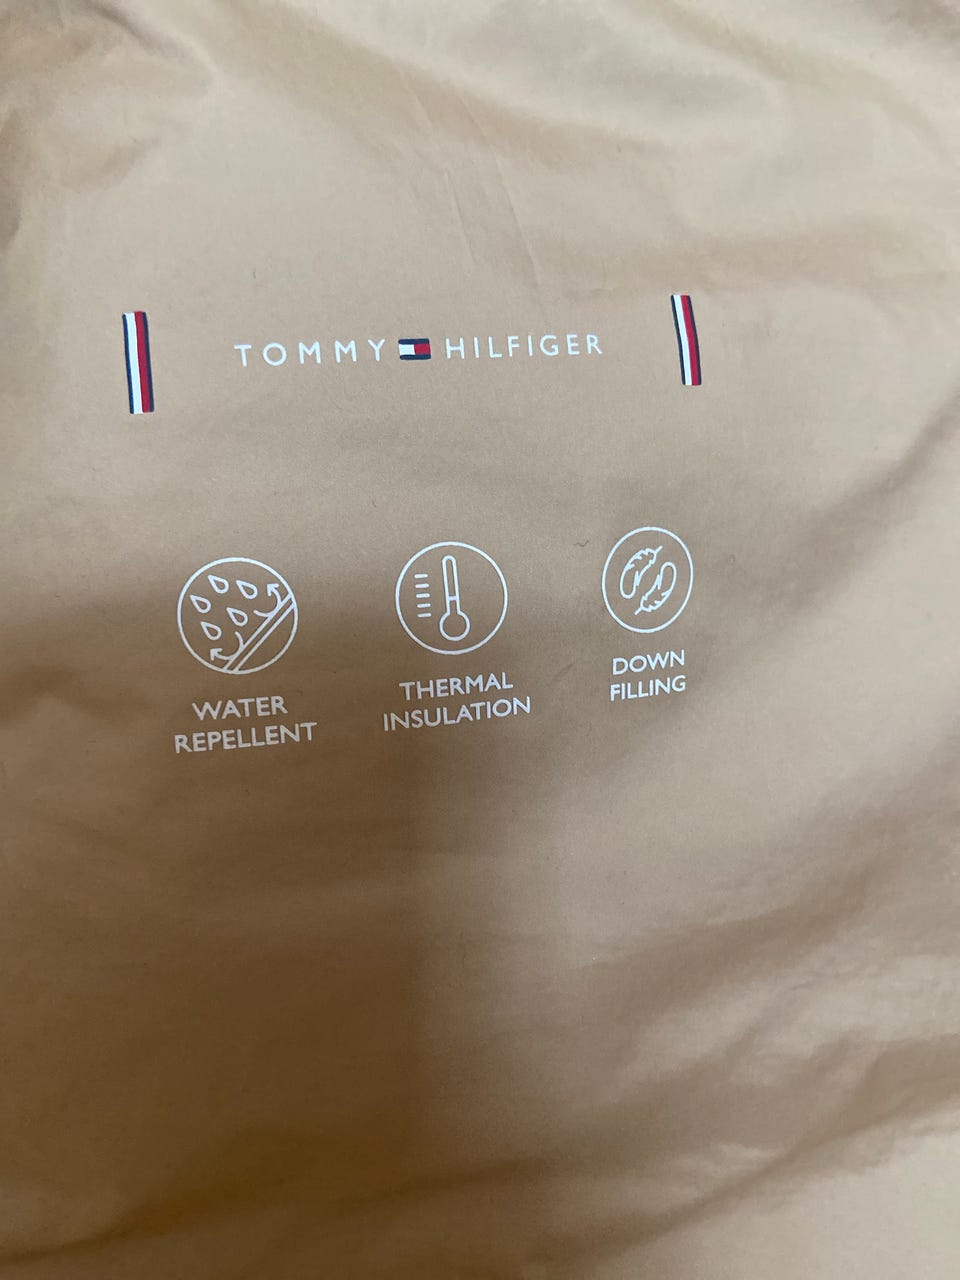 TOMMY HILFIGER
WATER
REPELLENT
THERMAL
INSULATION
DOWN
FILLING